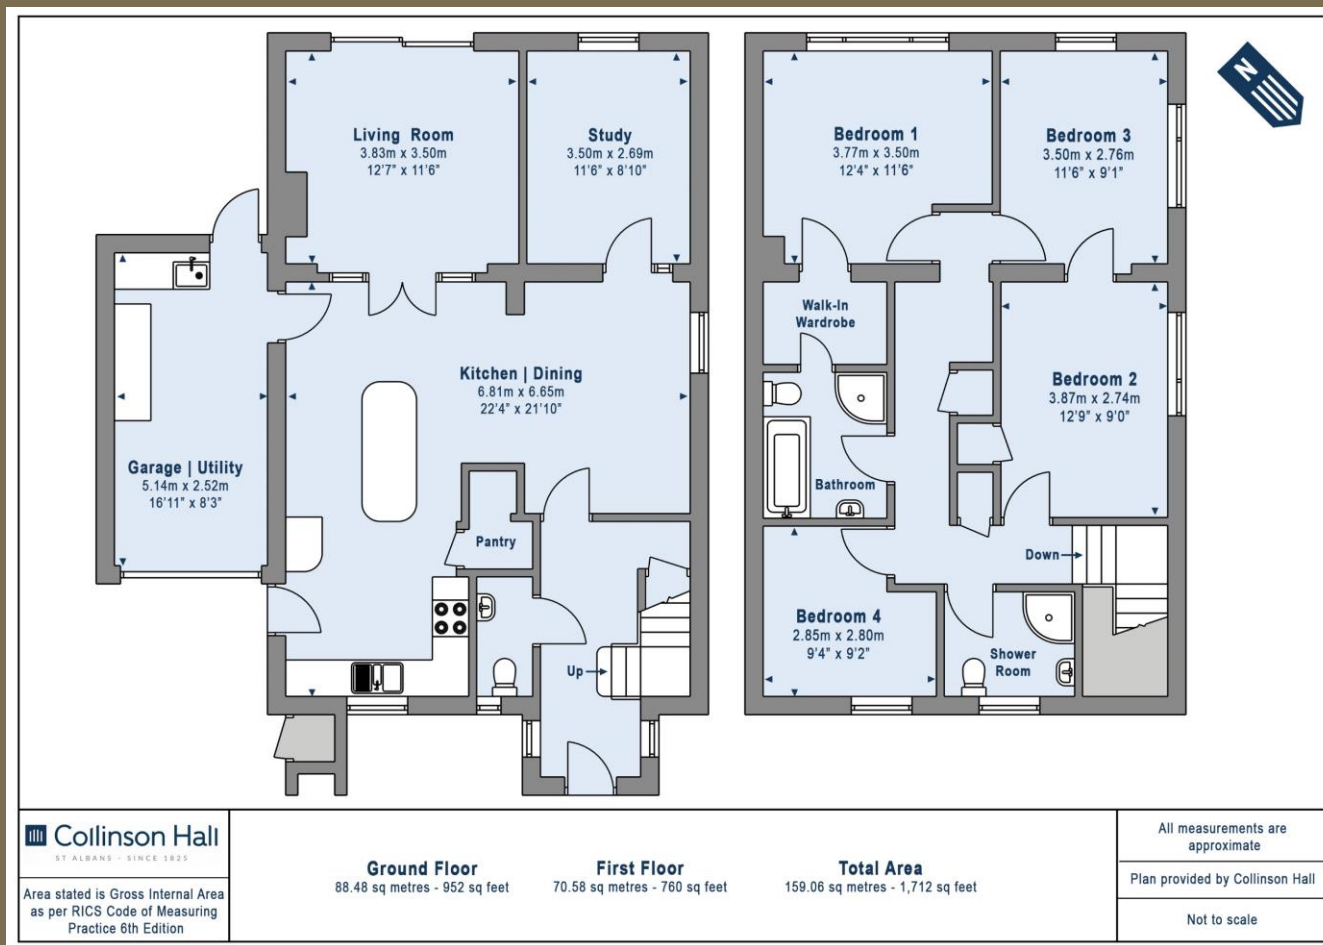 Living Room
3.83m x 3.50m
12'7" x 11'6"
Study
3.50m x 2.69m
11'6" x 8'10"
Bedroom 1
3.77m x 3.50m
12'4" x 11'6"
Bedroom 3
3.50m x 2.76m
11'6" x 9'1"
N
Walk-In
Wardrobe
Kitchen | Dining
6.81m x 6.65m
22'4" x 21'10"
Bedroom 2
3.87m x 2.74m
12'9" x 9'0"
Garage | Utility
5.14m x 2.52m
16'11" x 8'3"
Bathroom
Pantry
Down
Bedroom 4
2.85m x 2.80m
9'4" x 9'2"
Up
Shower
Room
Collinson Hall
ST ALBANS - SINCE 1825
Area stated is Gross Internal Area
as per RICS Code of Measuring
Practice 6th Edition
Ground Floor
88.48 sq metres - 952 sq feet
First Floor
70.58 sq metres - 760 sq feet
Total Area
159.06 sq metres - 1,712 sq feet
All measurements are
approximate
Plan provided by Collinson Hall
Not to scale